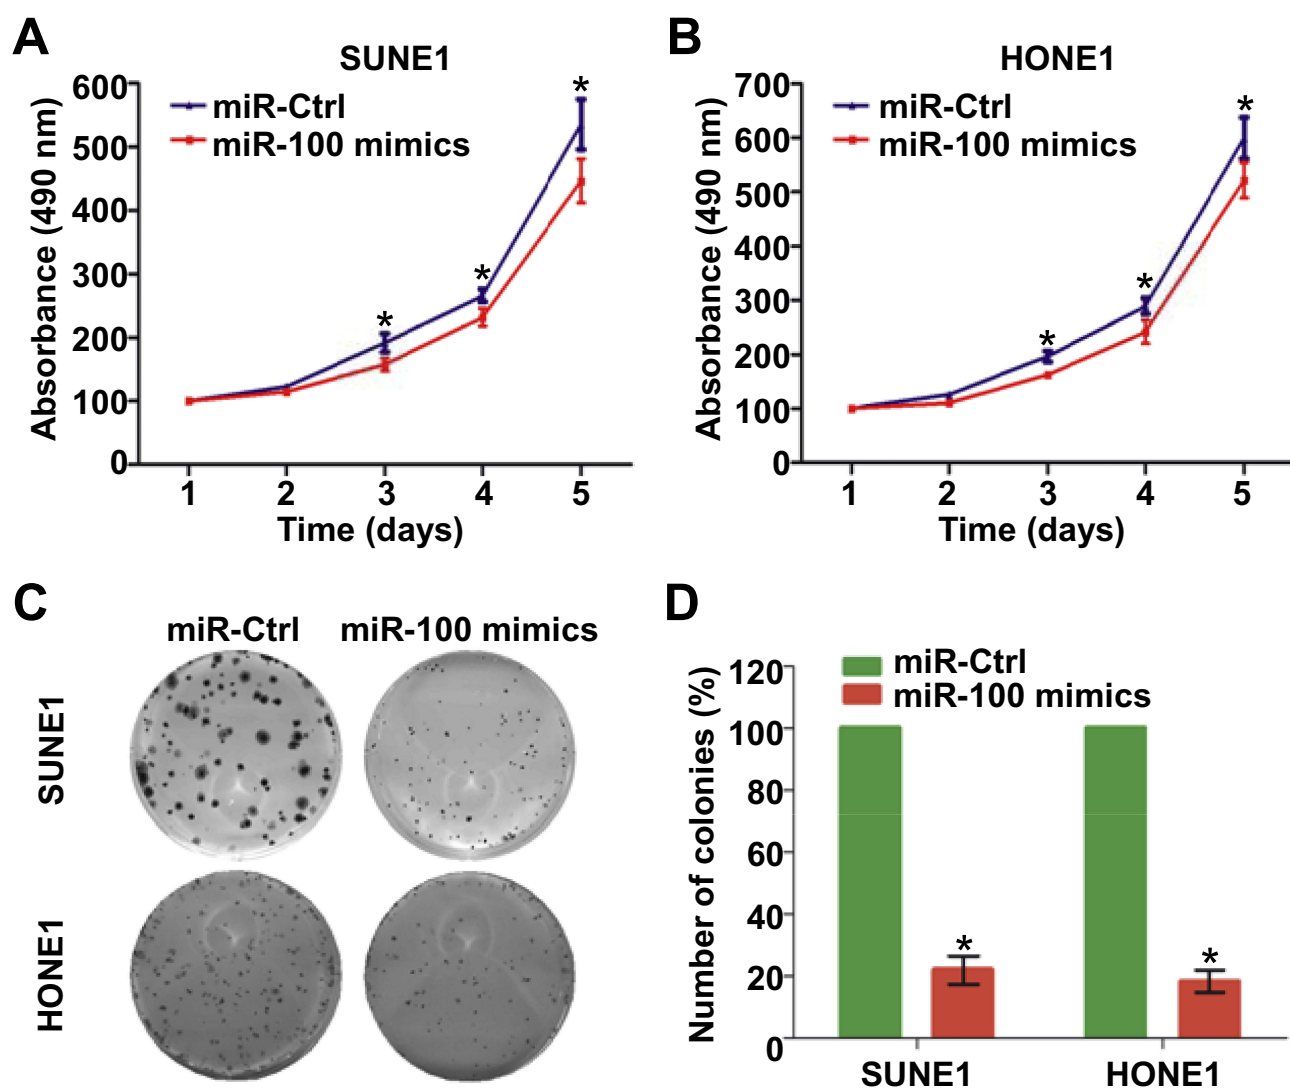 A
SUNE1
Absorbance (490 nm)
600
500
400
300
200
100
0
miR-Ctrl
miR-100 mimics
*
*
*
1 2 3 4 5
Time (days)
B
HONE1
Absorbance (490 nm)
700
600
500
400
300
200
100
0
miR-Ctrl
miR-100 mimics
*
*
*
1 2 3 4 5
Time (days)
C
miR-Ctrl miR-100 mimics
SUNE1
HONE1
D
Number of colonies (%)
120
100
80
60
40
20
0
miR-Ctrl
miR-100 mimics
*
*
SUNE1 HONE1